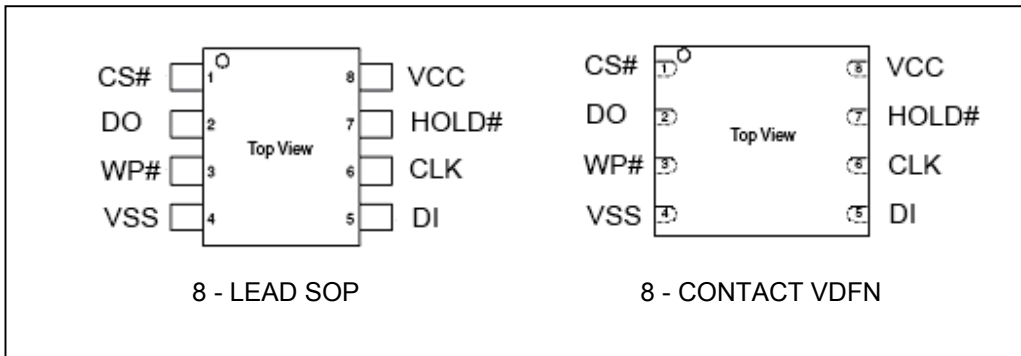 CS# 1 8 VCC
DO 2 7 HOLD#
Top View
WP# 3 6 CLK
VSS 4 5 DI
8 - LEAD SOP
CS# 1 8 VCC
DO 2 7 HOLD#
Top View
WP# 3 6 CLK
VSS 4 5 DI
8 - CONTACT VDFN